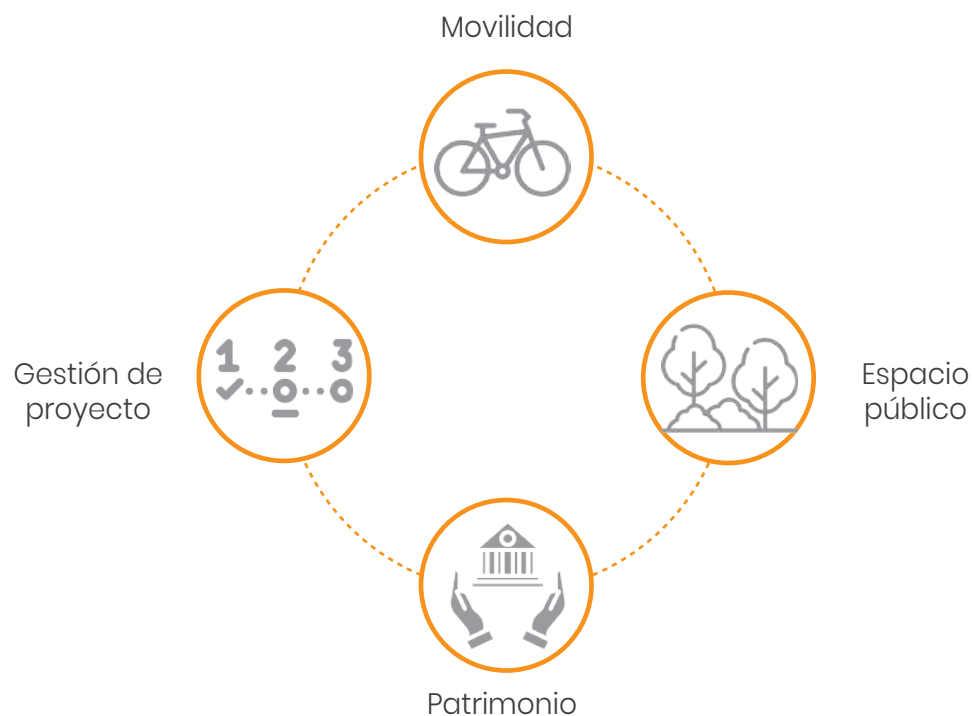 Movilidad
1 2 3
Gestión de
proyecto
Espacio
público
Patrimonio